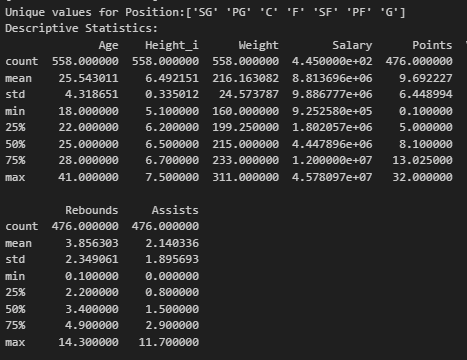 Unique values for Position:['SG' 'PG' 'C' 'F' 'SF' 'PF' 'G']
Descriptive Statistics:
Age Height_i Weight Salary Points
count 558.000000 558.000000 558.000000 4.450000e+02 476.000000
mean 25.543011 6.492151 216.163082 8.813696e+06 9.692227
std 4.318651 0.335012 24.573787 9.886777e+06 6.448994
min 18.000000 5.100000 160.000000 9.252580e+05 0.100000
25% 22.000000 6.200000 199.250000 1.802057e+06 5.000000
50% 25.000000 6.500000 215.000000 4.447896e+06 8.100000
75% 28.000000 6.700000 233.000000 1.200000e+07 13.025000
max 41.000000 7.500000 311.000000 4.578097e+07 32.000000
Rebounds Assists
count 476.000000 476.000000
mean 3.856303 2.140336
std 2.349061 1.895693
min 0.100000 0.000000
25% 2.200000 0.800000
50% 3.400000 1.500000
75% 4.900000 2.900000
max 14.300000 11.700000